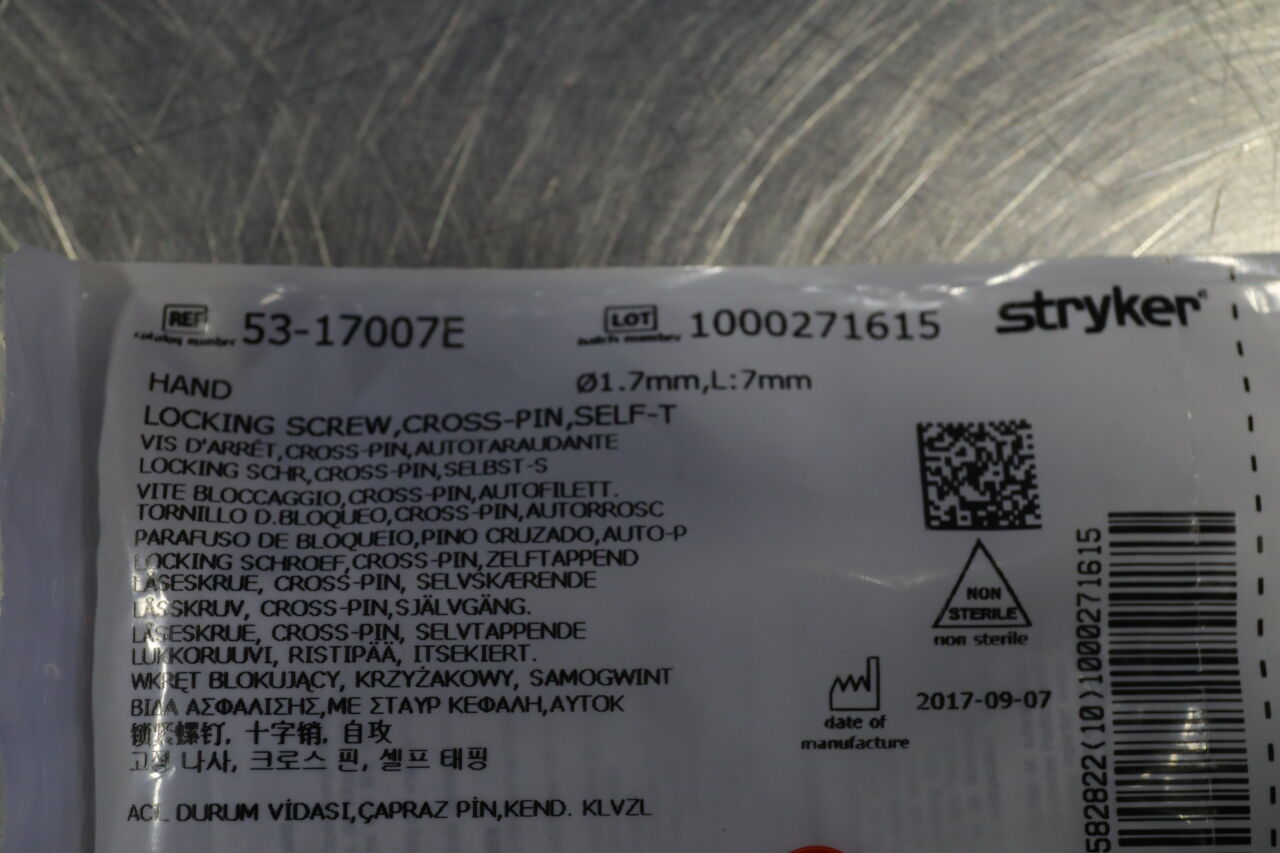 REF 53-17007E LOT 1000271615 stryker
catalog number batch number
HAND Ø1.7mm,L:7mm
LOCKING SCREW,CROSS-PIN,SELF-T
VIS D'ARRÊT,CROSS-PIN,AUTOTARAUDANTE
LOCKING SCHR,CROSS-PIN,SELBST-S
VITE BLOCCAGGIO,CROSS-PIN,AUTOFILETT.
TORNILLO D.BLOQUEO,CROSS-PIN,AUTORROSC
PARAFUSO DE BLOQUEIO,PINO CRUZADO,AUTO-P
LOCKING SCHROEF,CROSS-PIN,ZELFTAPPEND
LÅSESKRUE, CROSS-PIN, SELVSKÆRENDE
LÅSSKRUV, CROSS-PIN,SJÄLVGÄNG.
LÅSESKRUE, CROSS-PIN, SELVTAPPENDE
LUKKORUUVI, RISTIPÄÄ, ITSEKIERT.
WKRĘT BLOKUJĄCY, KRZYŻAKOWY, SAMOGWINT
ΒΙΔΑ ΑΣΦΑΛΙΣΗΣ,ΜΕ ΣΤΑΥΡ ΚΕΦΑΛΗ,ΑΥΤΟΚ
锁紧螺钉, 十字销, 自攻
고정 나사, 크로스 핀, 셀프 태핑
ACL DURUM VİDASI,ÇAPRAZ PİN,KEND. KLVZL
NON
STERILE
non sterile
date of
manufacture
2017-09-07
582822(10)1000271615